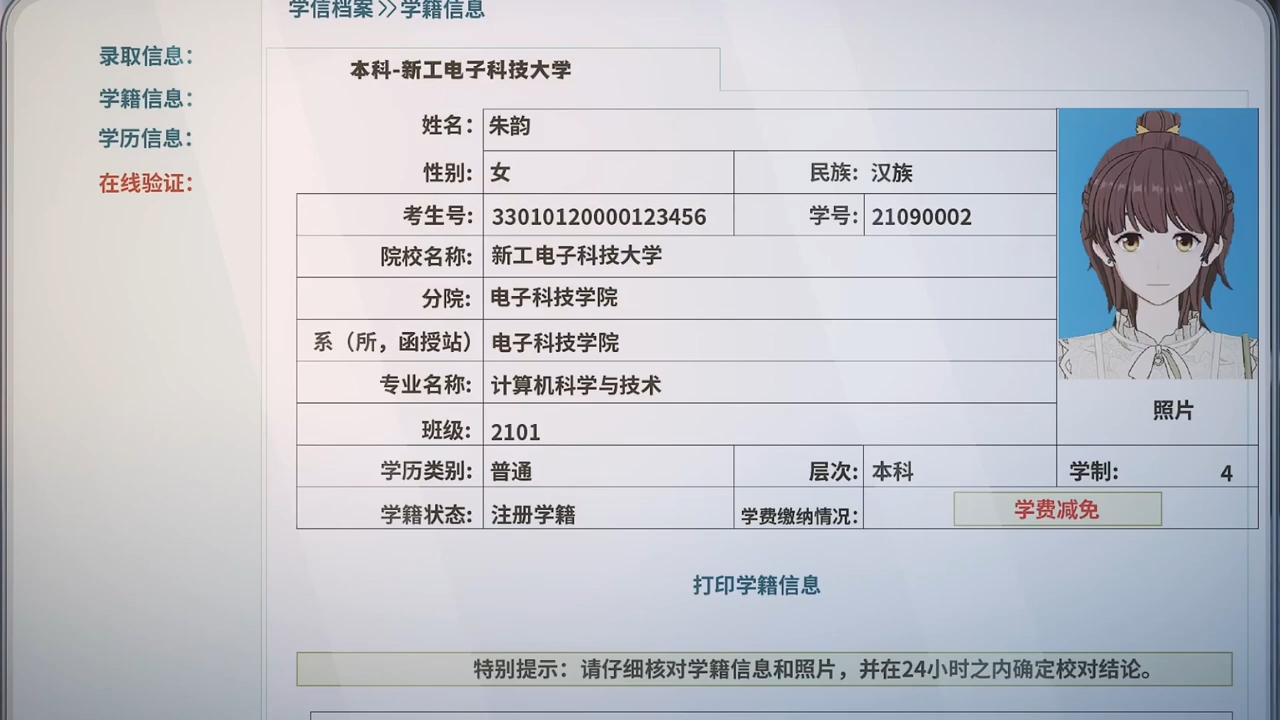 学信档案>>学籍信息
录取信息：
学籍信息：
学历信息：
在线验证：
本科-新工电子科技大学
姓名： 朱韵
性别： 女 民族： 汉族
考生号： 33010120000123456 学号： 21090002
院校名称： 新工电子科技大学
分院： 电子科技学院
系（所，函授站） 电子科技学院
专业名称： 计算机科学与技术
照片
班级： 2101
学历类别： 普通 层次： 本科 学制： 4
学籍状态： 注册学籍 学费缴纳情况： 学费减免
打印学籍信息
特别提示：请仔细核对学籍信息和照片，并在24小时之内确定校对结论。